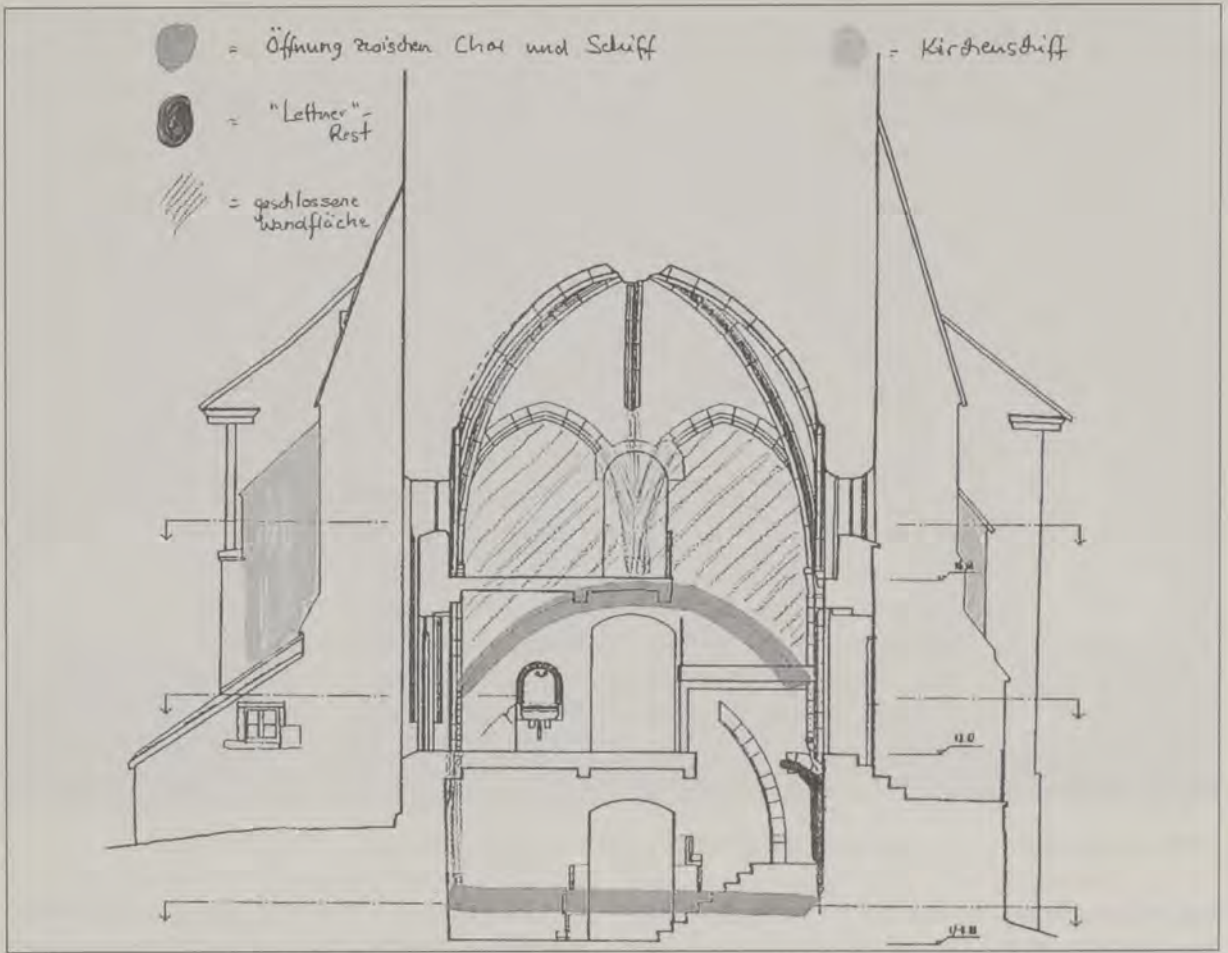 = Öffnung zwischen Chor und Schiff
= Kirchenschiff
= "Lettner"-
Rest
= geschlossene
Wandfläche